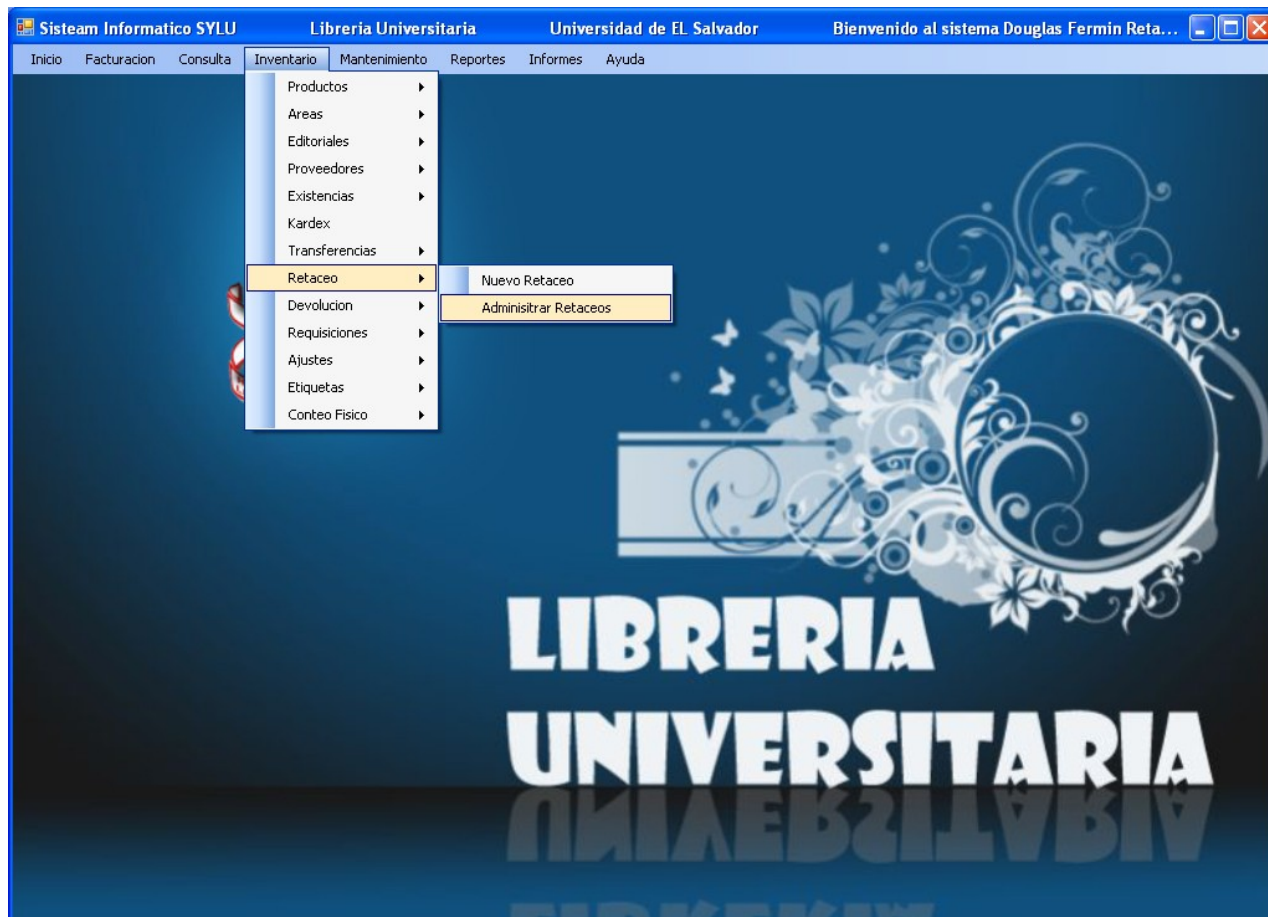 Sisteam Informatico SYLU Libreria Universitaria Universidad de EL Salvador Bienvenido al sistema Douglas Fermin Reta...
Inicio Facturacion Consulta Inventario Mantenimiento Reportes Informes Ayuda
Productos
Areas
Editoriales
Proveedores
Existencias
Kardex
Transferencias
Retaceo
Nuevo Retaceo
Adminisitrar Retaceos
Devolucion
Requisiciones
Ajustes
Etiquetas
Conteo Fisico
LIBRERIA
UNIVERSITARIA